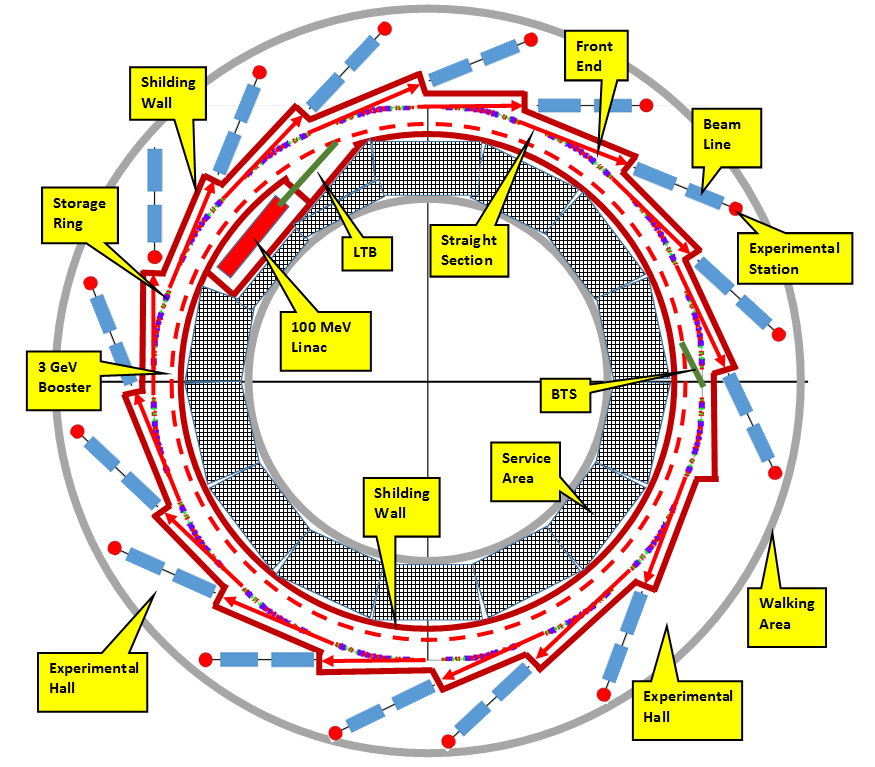 Front
End
Shilding
Wall
Beam
Line
Storage
Ring
LTB
Straight
Section
Experimental
Station
100 MeV
Linac
3 GeV
Booster
BTS
Service
Area
Shilding
Wall
Walking
Area
Experimental
Hall
Experimental
Hall